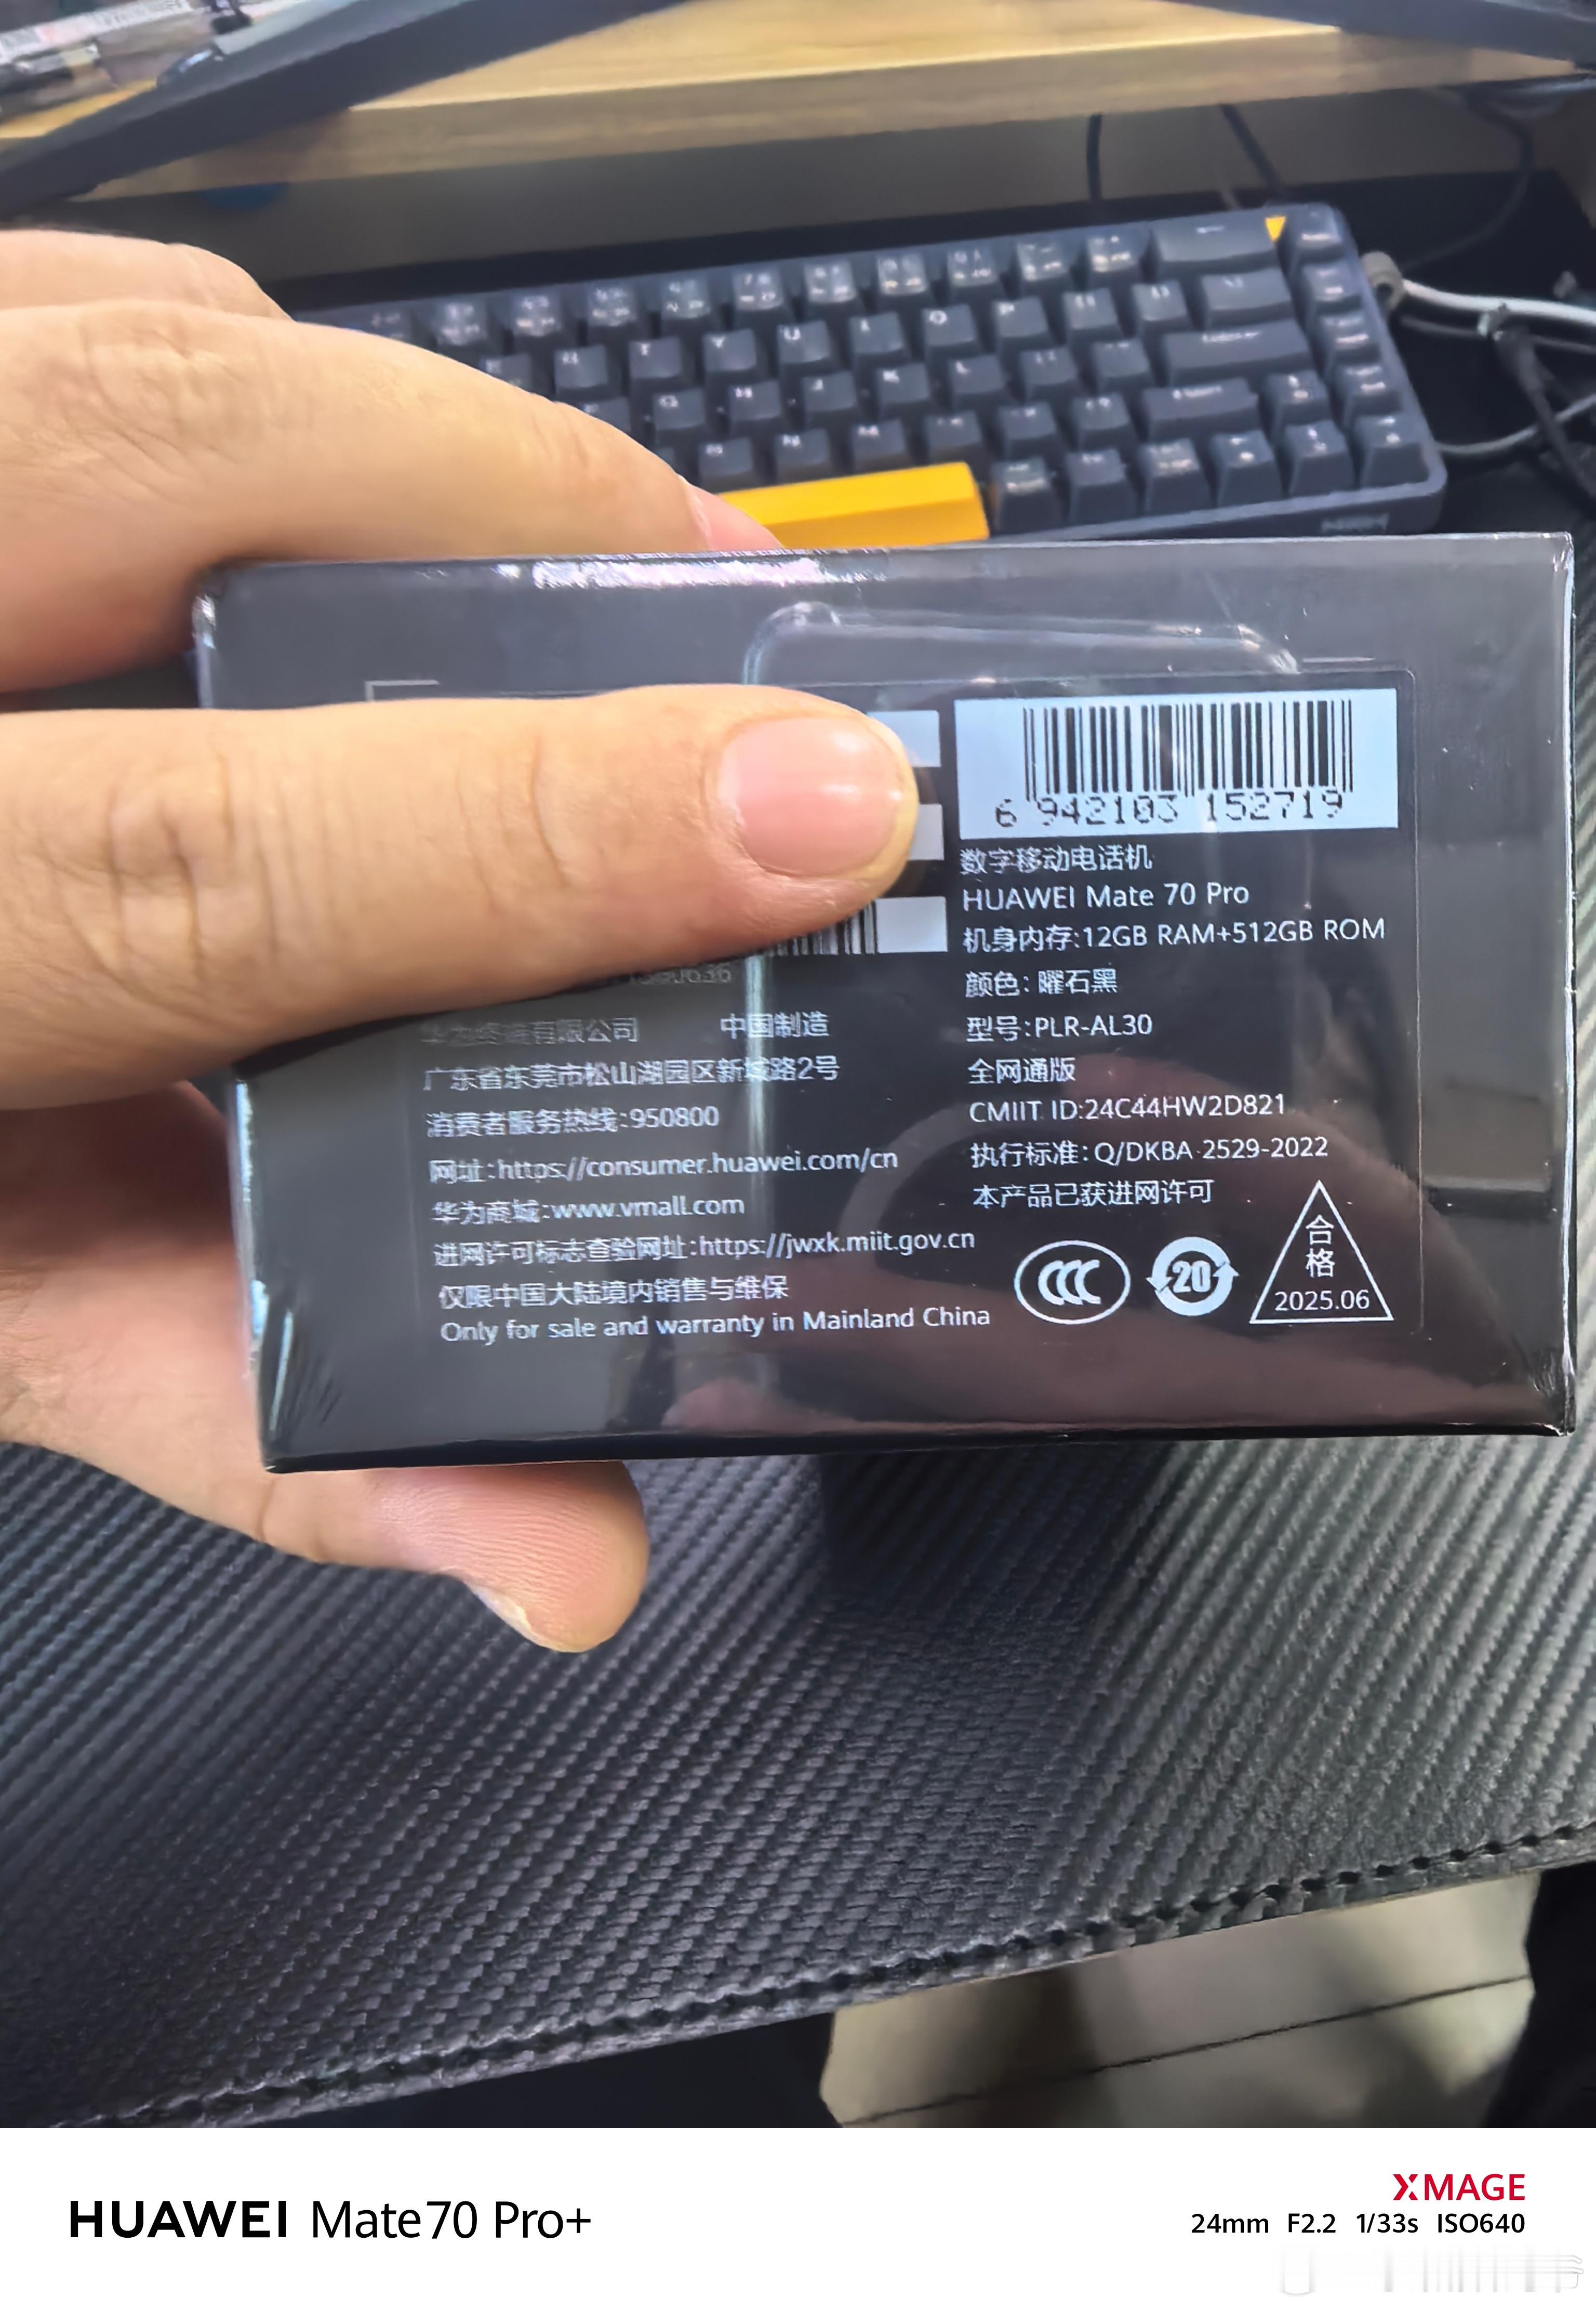 6 942103 152719
数字移动电话机
HUAWEI Mate 70 Pro
机身内存:12GB RAM+512GB ROM
颜色:曜石黑
型号:PLR-AL30
全网通版
CMIIT ID:24C44HW2D821
执行标准:Q/DKBA 2529-2022
本产品已获进网许可
CCC
20
合格
2025.06
华为终端有限公司 中国制造
广东省东莞市松山湖园区新城路2号
消费者服务热线:950800
网址:https://consumer.huawei.com/cn
华为商城:www.vmall.com
进网许可标志查验网址:https://jwxk.miit.gov.cn
仅限中国大陆境内销售与维保
Only for sale and warranty in Mainland China
HUAWEI Mate70 Pro+
XMAGE
24mm F2.2 1/33s ISO640